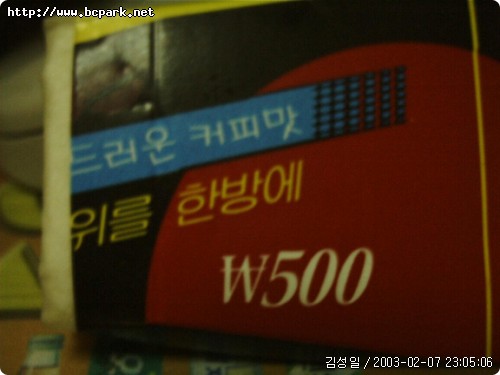 http://www.bcpark.net
드러운 커피맛
위를 한방에
₩500
김성일 / 2003-02-07 23:05:06